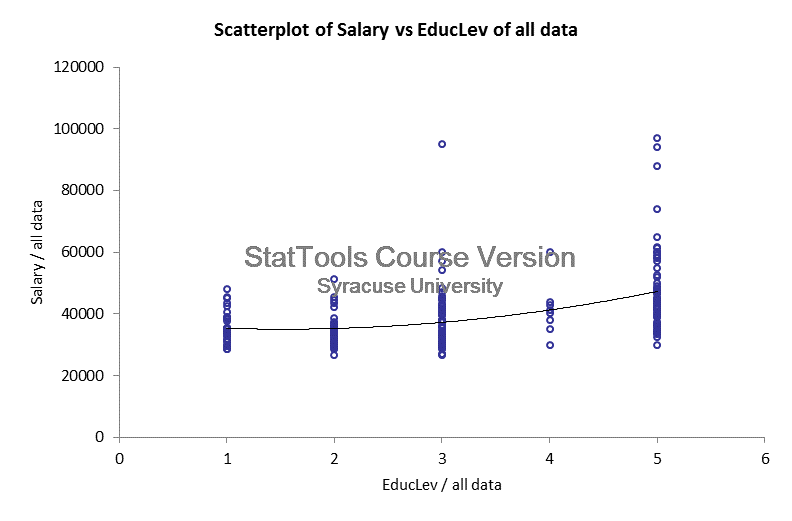 Scatterplot of Salary vs EducLev of all data
120000
100000
80000
60000
40000
20000
0
Salary / all data
StatTools Course Version
Syracuse University
0 1 2 3 4 5 6
EducLev / all data